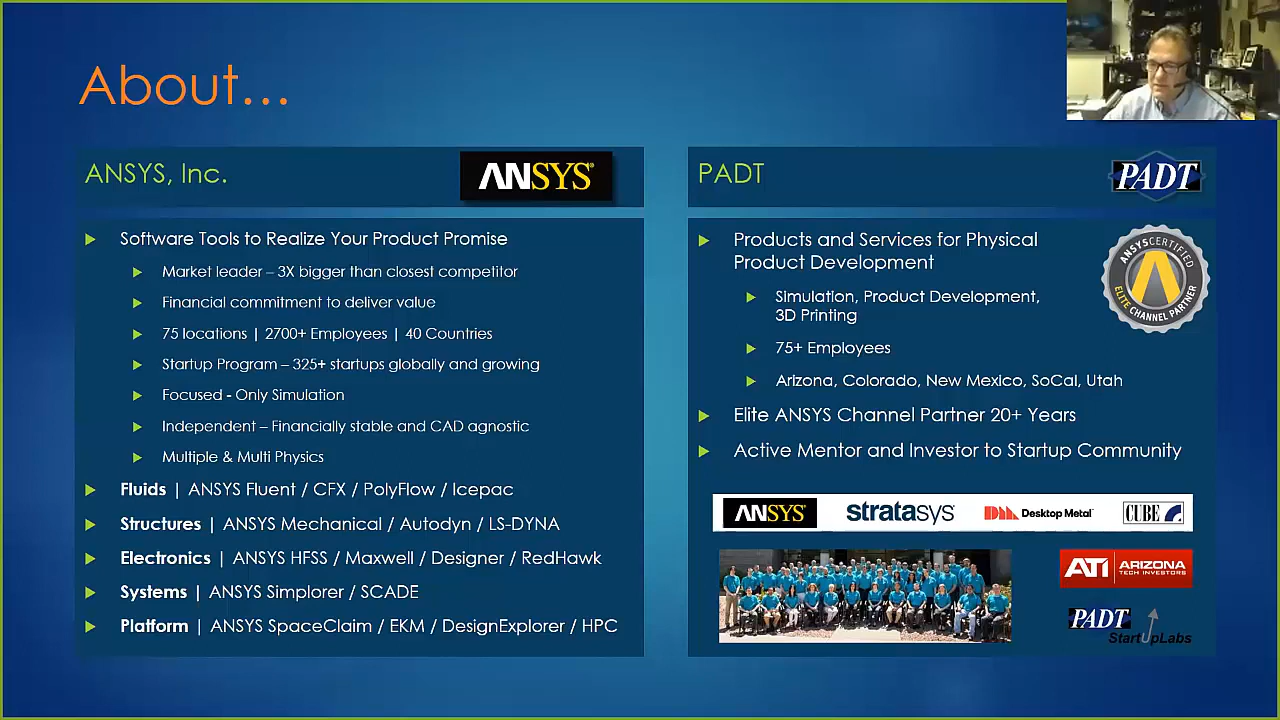 About...
ANSYS, Inc.
ANSYS®
Software Tools to Realize Your Product Promise
Market leader – 3X bigger than closest competitor
Financial commitment to deliver value
75 locations | 2700+ Employees | 40 Countries
Startup Program – 325+ startups globally and growing
Focused - Only Simulation
Independent – Financially stable and CAD agnostic
Multiple & Multi Physics
Fluids | ANSYS Fluent / CFX / PolyFlow / Icepac
Structures | ANSYS Mechanical / Autodyn / LS-DYNA
Electronics | ANSYS HFSS / Maxwell / Designer / RedHawk
Systems | ANSYS Simplorer / SCADE
Platform | ANSYS SpaceClaim / EKM / DesignExplorer / HPC
PADT
PADT
Products and Services for Physical
Product Development
Simulation, Product Development,
3D Printing
75+ Employees
Arizona, Colorado, New Mexico, SoCal, Utah
Elite ANSYS Channel Partner 20+ Years
Active Mentor and Investor to Startup Community
ANSYS CERTIFIED
ELITE CHANNEL PARTNER
ANSYS® stratasys Desktop Metal CUBE
ATI ARIZONA
TECH INVESTORS
PADT
StartUpLabs